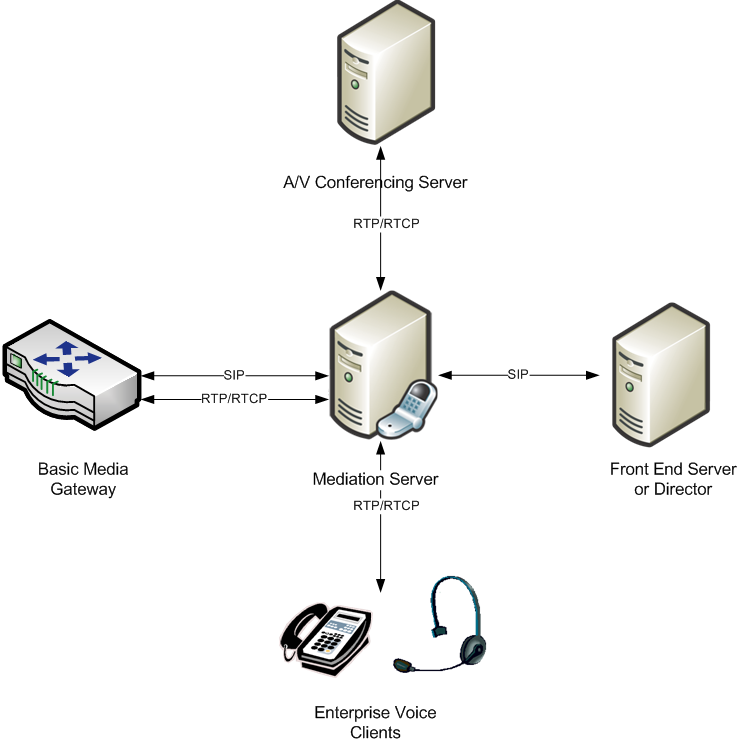 A/V Conferencing Server
RTP/RTCP
SIP
RTP/RTCP
SIP
Basic Media
Gateway
Mediation Server
Front End Server
or Director
RTP/RTCP
Enterprise Voice
Clients